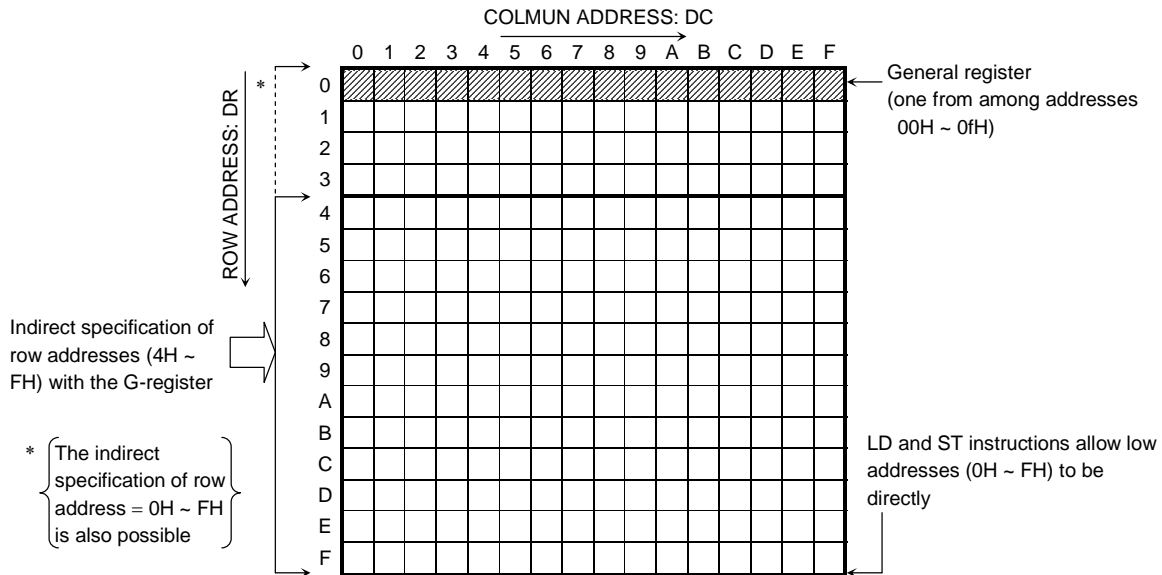 COLMUN ADDRESS: DC
0 1 2 3 4 5 6 7 8 9 A B C D E F
ROW ADDRESS: DR
*
0
1
2
3
4
5
6
7
8
9
A
B
C
D
E
F
General register
(one from among addresses
00H ~ 0fH)
Indirect specification of
row addresses (4H ~
FH) with the G-register
* The indirect
specification of row
address = 0H ~ FH
is also possible
LD and ST instructions allow low
addresses (0H ~ FH) to be
directly